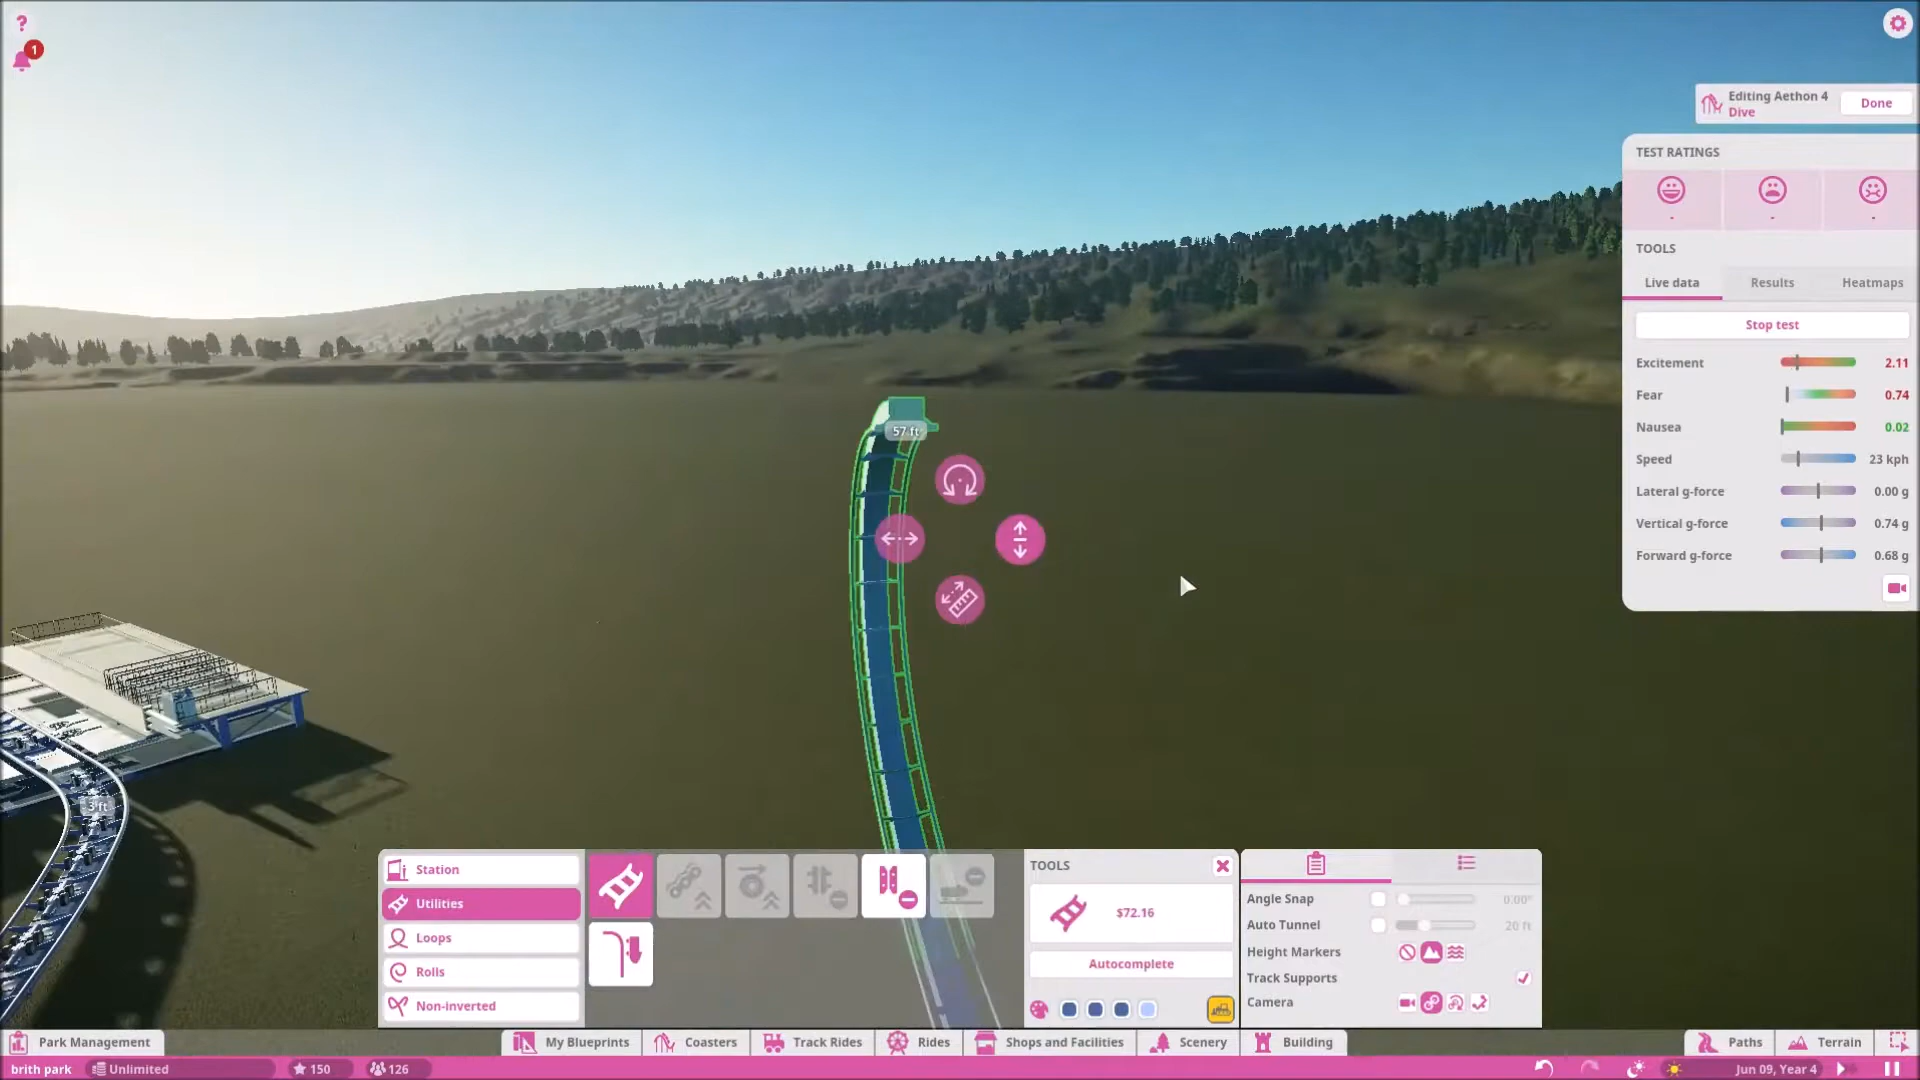 ?
1
Editing Aethon 4
Dive
Done
TEST RATINGS
-
-
-
TOOLS
Live data
Results
Heatmaps
Stop test
Excitement
2.11
Fear
0.74
Nausea
0.02
Speed
23 kph
Lateral g-force
0.00 g
Vertical g-force
0.74 g
Forward g-force
0.68 g
57 ft
3 ft
Station
Utilities
Loops
Rolls
Non-inverted
TOOLS
$72.16
Autocomplete
Angle Snap
0.00°
Auto Tunnel
20 ft
Height Markers
Track Supports
Camera
Park Management
My Blueprints
Coasters
Track Rides
Rides
Shops and Facilities
Scenery
Building
Paths
Terrain
brith park
Unlimited
150
126
Jun 09, Year 4